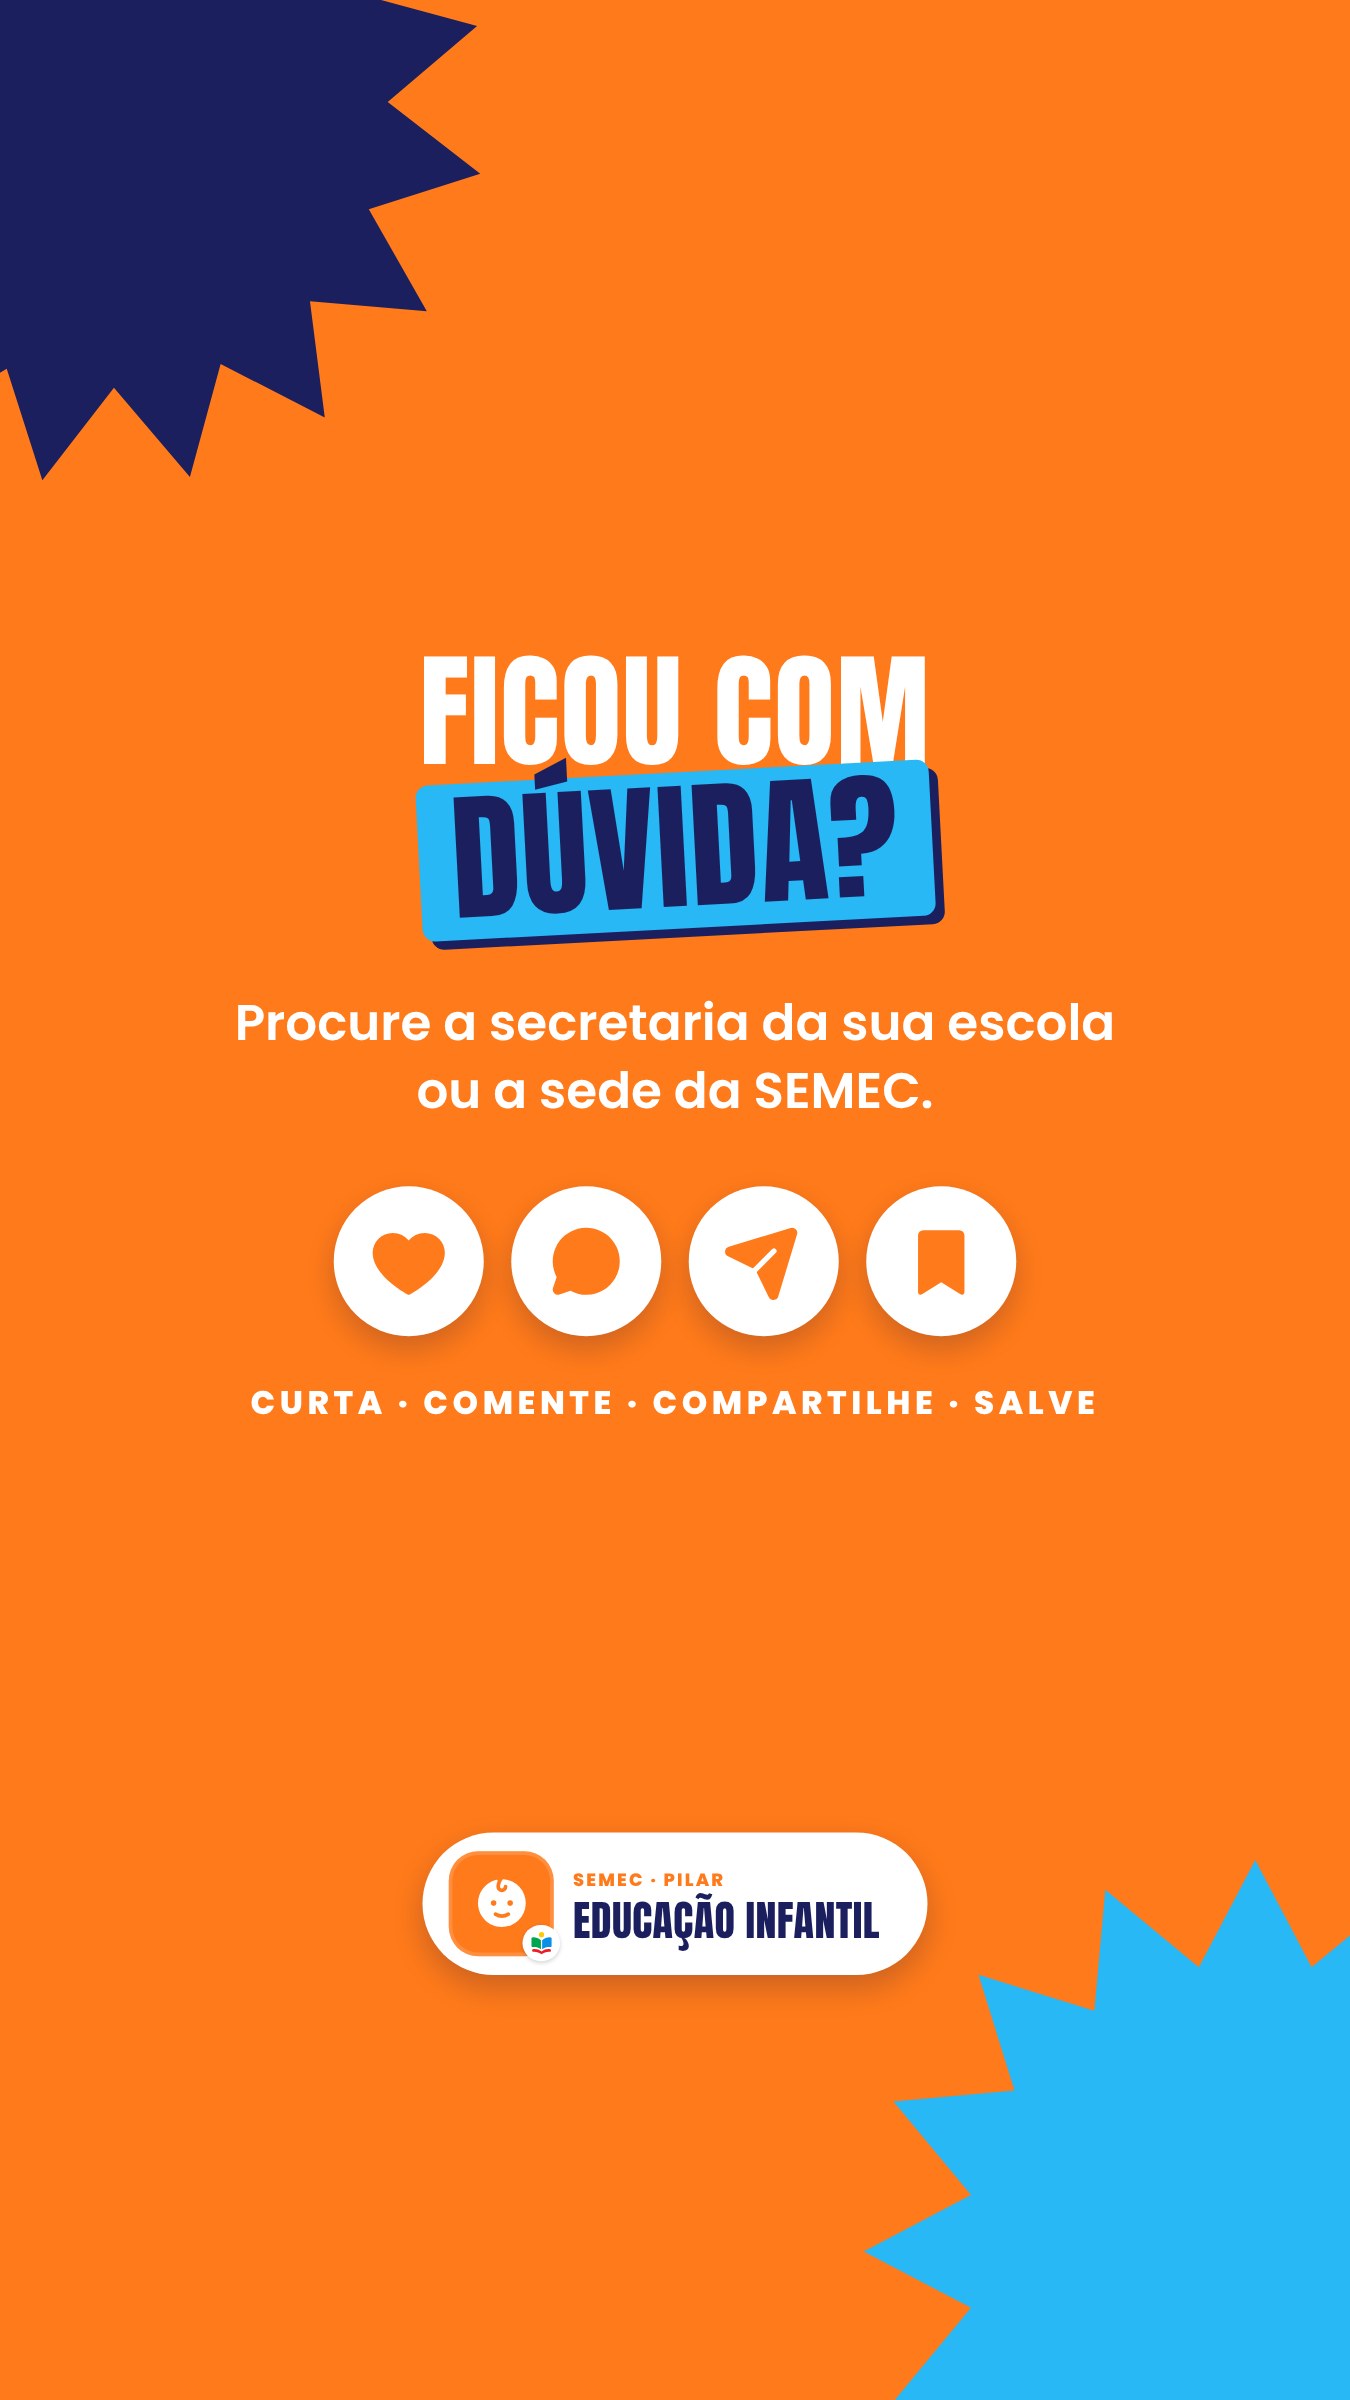 FICOU COM
DÚVIDA?
Procure a secretaria da sua escola
ou a sede da SEMEC.
CURTA · COMENTE · COMPARTILHE · SALVE
SEMEC · PILAR
EDUCAÇÃO INFANTIL